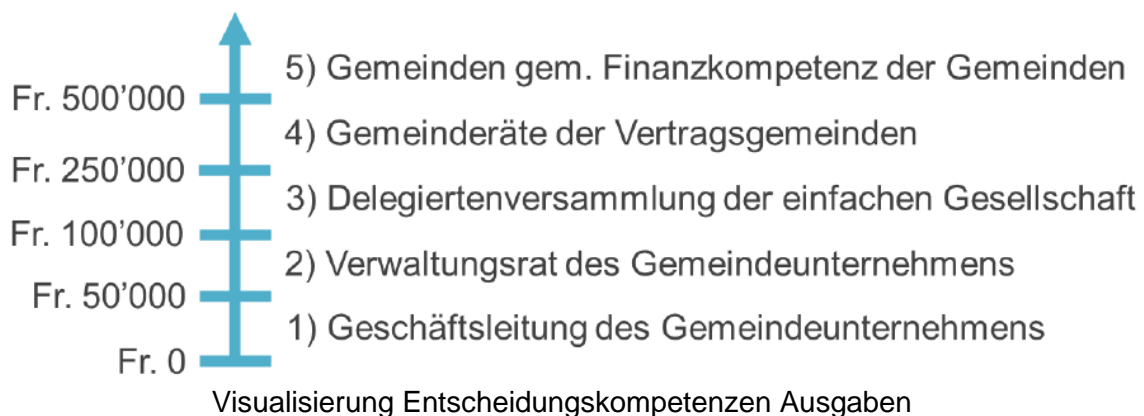 5) Gemeinden gem. Finanzkompetenz der Gemeinden
Fr. 500’000
4) Gemeinderäte der Vertragsgemeinden
Fr. 250’000
3) Delegiertenversammlung der einfachen Gesellschaft
Fr. 100’000
2) Verwaltungsrat des Gemeindeunternehmens
Fr. 50’000
1) Geschäftsleitung des Gemeindeunternehmens
Fr. 0
Visualisierung Entscheidungskompetenzen Ausgaben